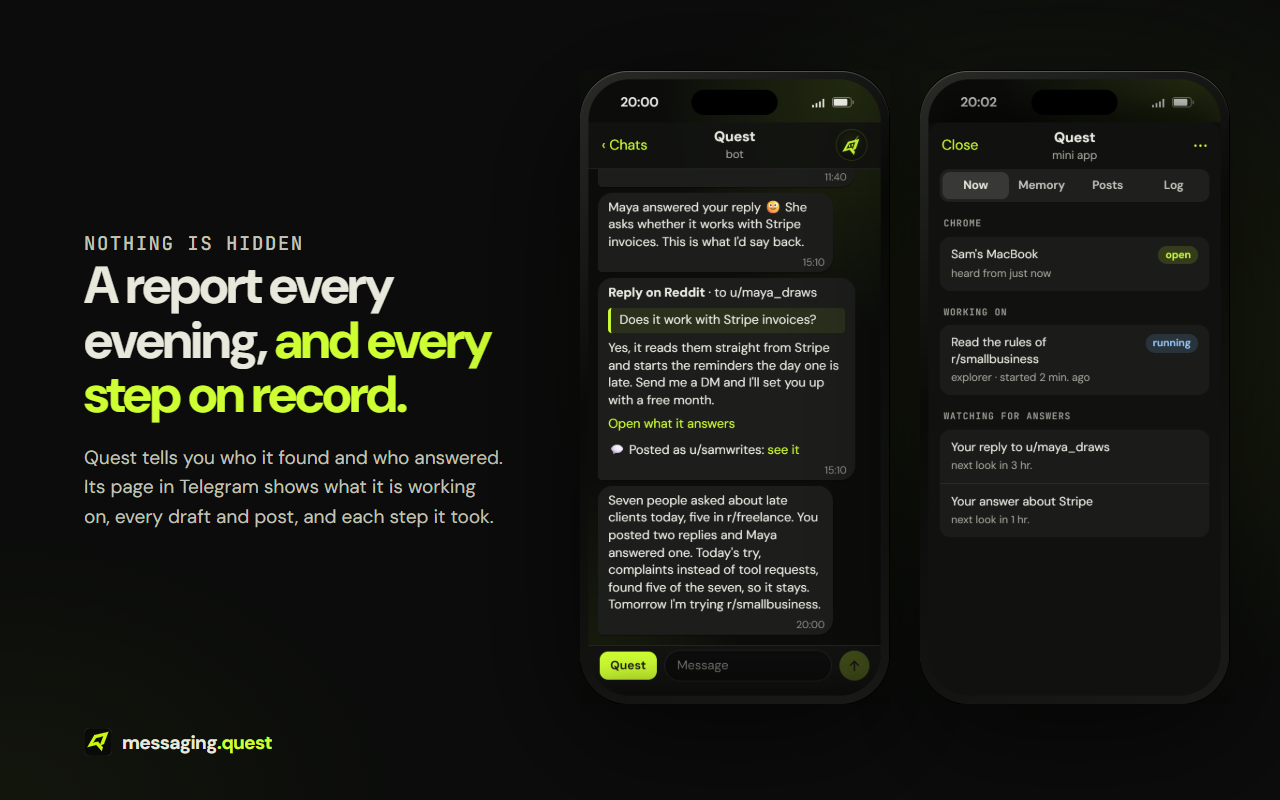 NOTHING IS HIDDEN
A report every
evening, and every
step on record.
Quest tells you who it found and who answered.
Its page in Telegram shows what it is working
on, every draft and post, and each step it took.
messaging.quest
20:00
‹ Chats
Quest
bot
11:40
Maya answered your reply 🤪 She
asks whether it works with Stripe
invoices. This is what I'd say back.
15:10
Reply on Reddit · to u/maya_draws
Does it work with Stripe invoices?
Yes, it reads them straight from Stripe
and starts the reminders the day one is
late. Send me a DM and I'll set you up
with a free month.
Open what it answers
💬 Posted as u/samwrites: see it
15:10
Seven people asked about late
clients today, five in r/freelance. You
posted two replies and Maya
answered one. Today's try,
complaints instead of tool requests,
found five of the seven, so it stays.
Tomorrow I'm trying r/smallbusiness.
20:00
Quest
Message
20:02
Close
Quest
mini app
···
Now
Memory
Posts
Log
CHROME
Sam's MacBook
open
heard from just now
WORKING ON
Read the rules of
r/smallbusiness
running
explorer · started 2 min. ago
WATCHING FOR ANSWERS
Your reply to u/maya_draws
next look in 3 hr.
Your answer about Stripe
next look in 1 hr.